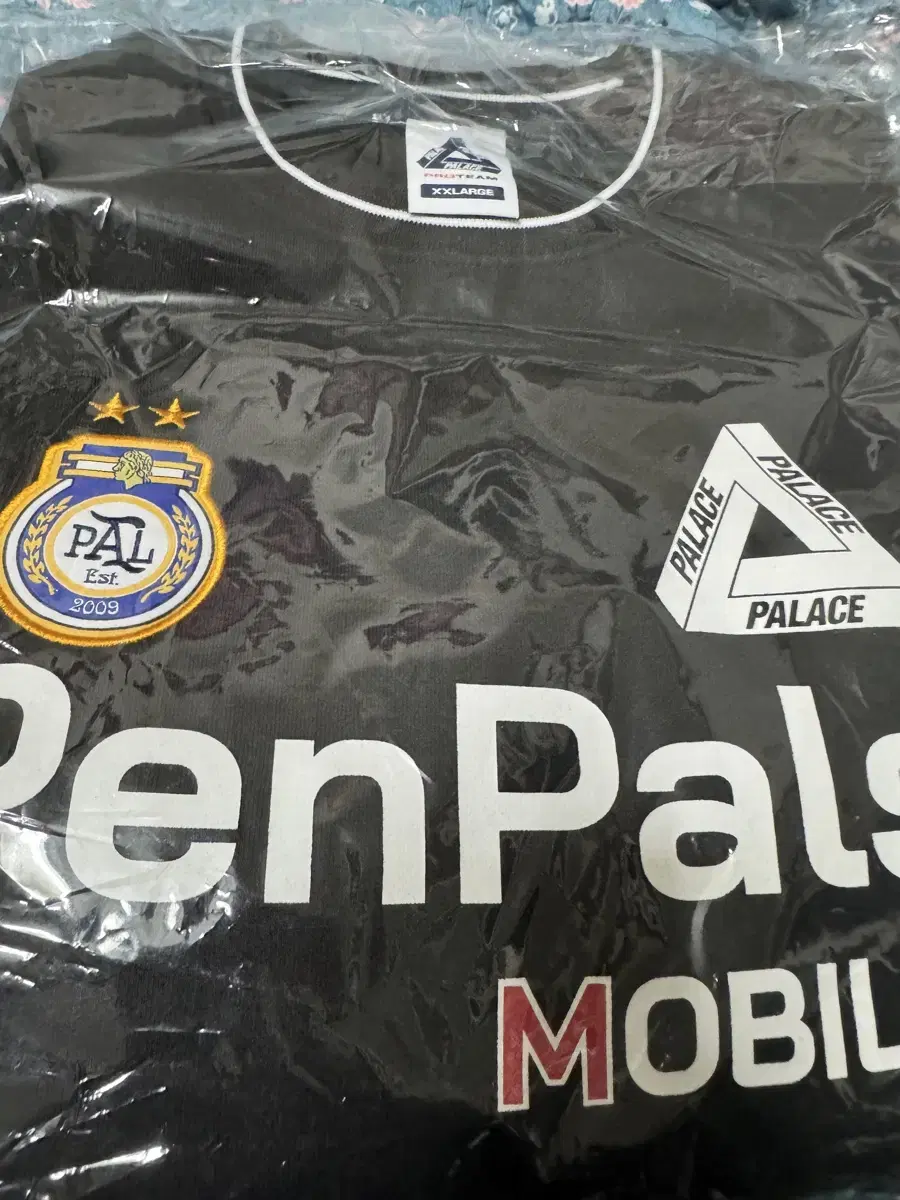 PALACE
PROTEAM
XXLARGE
PAL
Est.
2009
PALACE
PALACE
PALACE
PenPals
MOBIL